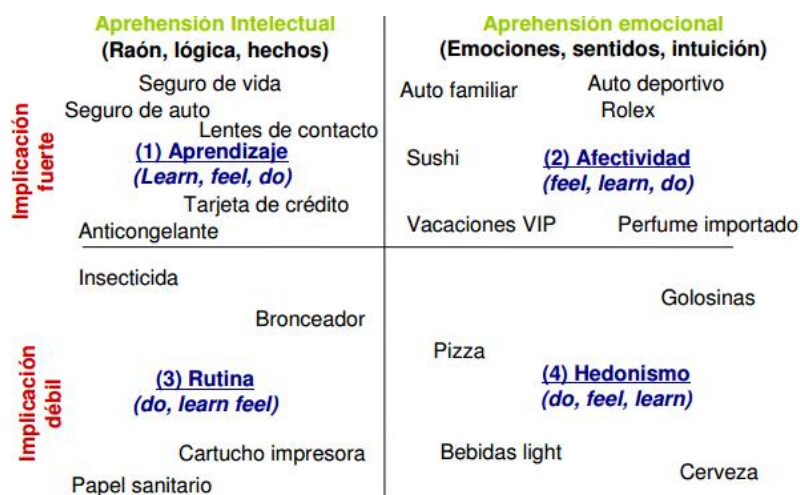 Aprehensión Intelectual
(Raón, lógica, hechos)
Aprehensión emocional
(Emociones, sentidos, intuición)
Implicación
fuerte
Seguro de vida
Seguro de auto
Lentes de contacto
(1) Aprendizaje
(Learn, feel, do)
Tarjeta de crédito
Anticongelante
Auto familiar
Auto deportivo
Rolex
Sushi
(2) Afectividad
(feel, learn, do)
Vacaciones VIP
Perfume importado
Implicación
débil
Insecticida
Bronceador
(3) Rutina
(do, learn feel)
Cartucho impresora
Papel sanitario
Golosinas
Pizza
(4) Hedonismo
(do, feel, learn)
Bebidas light
Cerveza